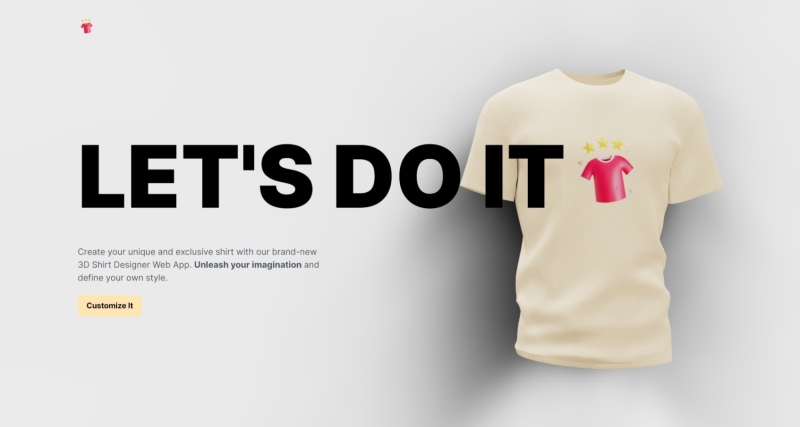 LET'S DO IT
Create your unique and exclusive shirt with our brand-new
3D Shirt Designer Web App. Unleash your imagination and
define your own style.
Customize It